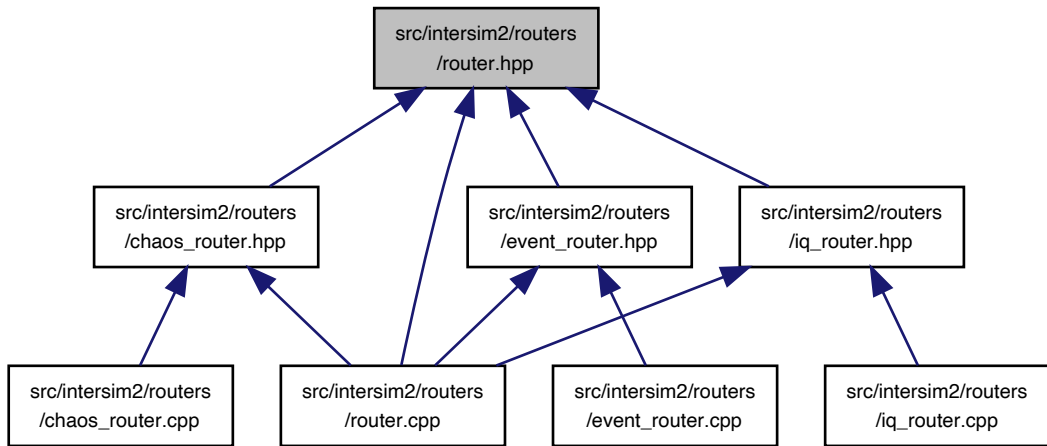 src/intersim2/routers
/router.hpp
src/intersim2/routers
/chaos_router.hpp
src/intersim2/routers
/event_router.hpp
src/intersim2/routers
/iq_router.hpp
src/intersim2/routers
/chaos_router.cpp
src/intersim2/routers
/router.cpp
src/intersim2/routers
/event_router.cpp
src/intersim2/routers
/iq_router.cpp